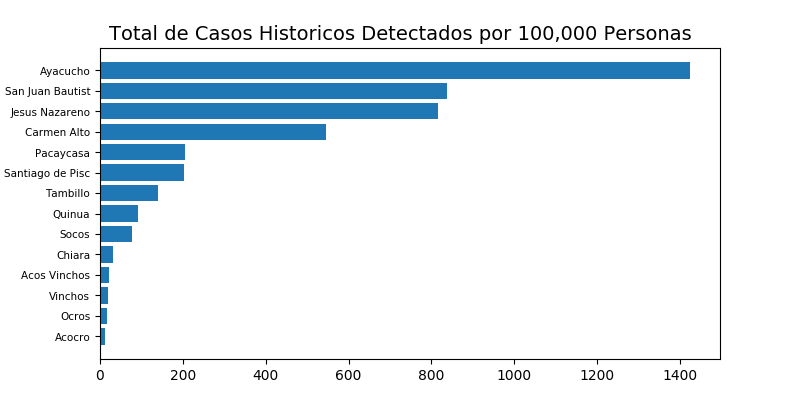 Total de Casos Historicos Detectados por 100,000 Personas
Ayacucho
San Juan Bautist
Jesus Nazareno
Carmen Alto
Pacaycasa
Santiago de Pisc
Tambillo
Quinua
Socos
Chiara
Acos Vinchos
Vinchos
Ocros
Acocro
0 200 400 600 800 1000 1200 1400